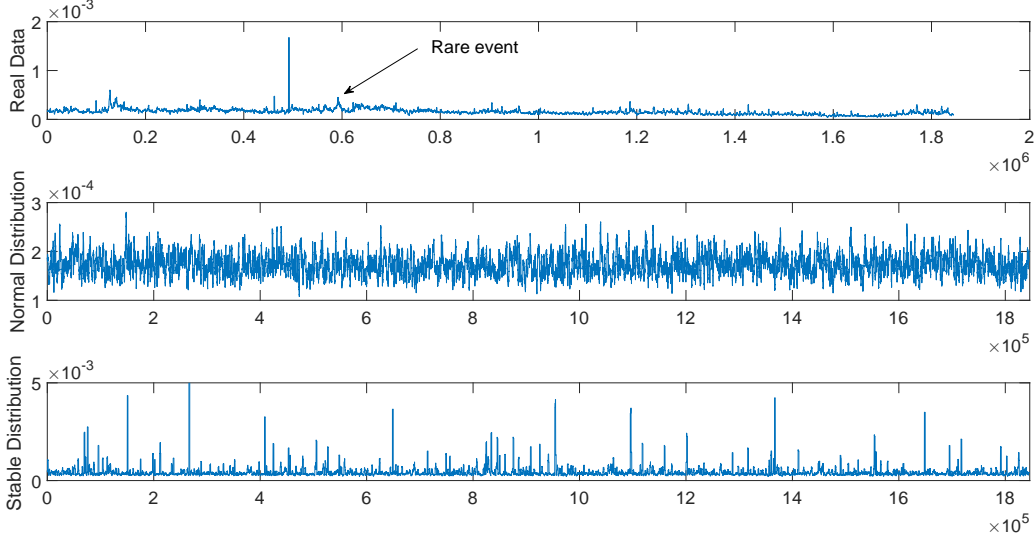 ×10-3
2
1
0
Real Data
Rare event
0 0.2 0.4 0.6 0.8 1 1.2 1.4 1.6 1.8 2
×106
×10-4
3
2
1
Normal Distribution
0 2 4 6 8 10 12 14 16 18
×105
×10-3
5
0
Stable Distribution
0 2 4 6 8 10 12 14 16 18
×105